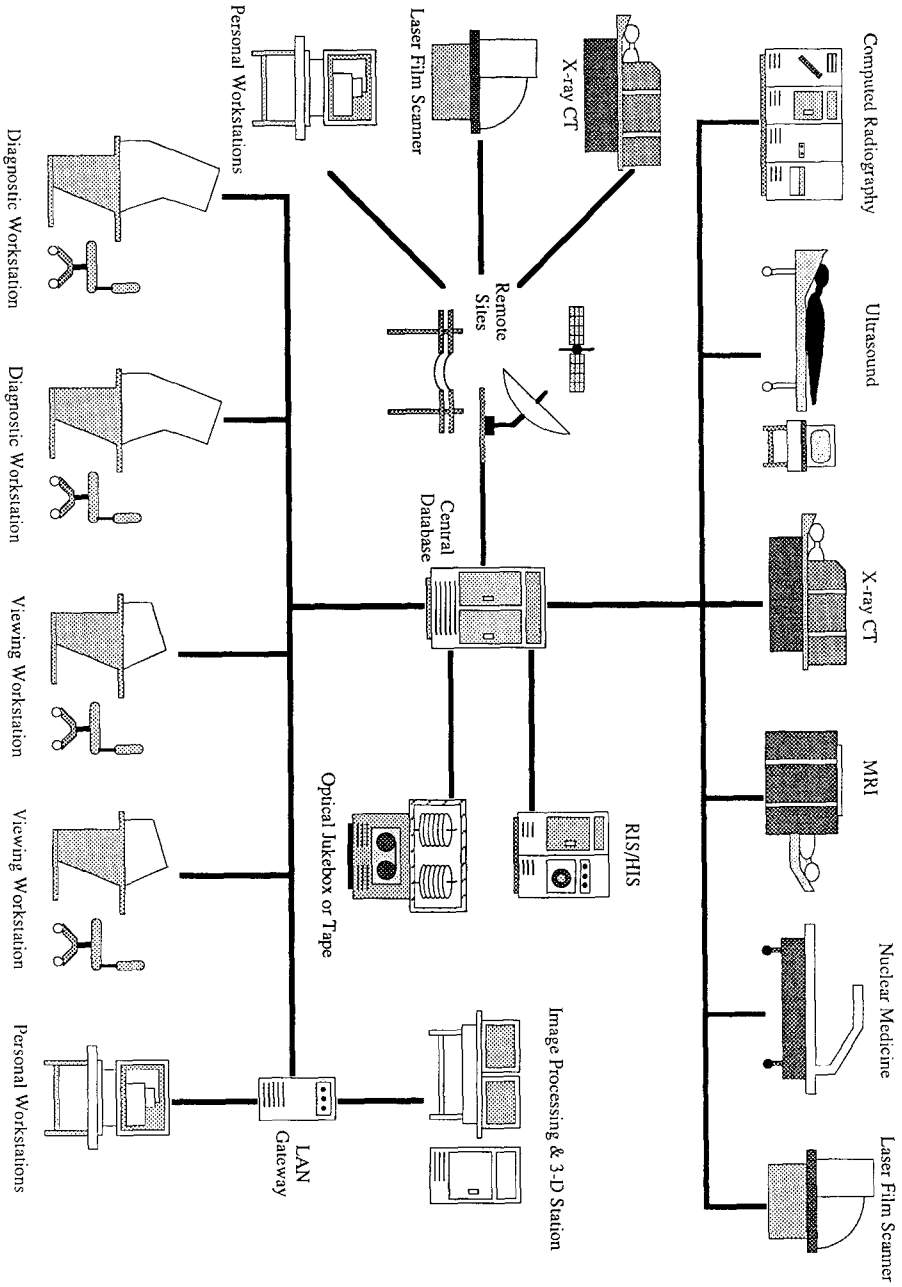 Computed Radiography
Ultrasound
X-ray CT
MRI
Nuclear Medicine
Laser Film Scanner
X-ray CT
Laser Film Scanner
Personal Workstations
Remote
Sites
Central
Database
RIS/HIS
Optical Jukebox or Tape
Image Processing & 3-D Station
LAN
Gateway
Diagnostic Workstation
Diagnostic Workstation
Viewing Workstation
Viewing Workstation
Personal Workstations